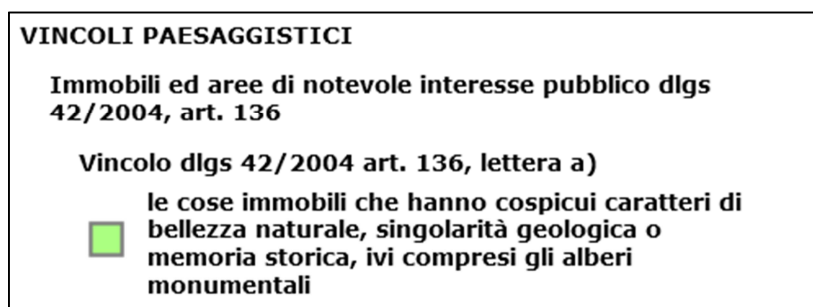 VINCOLI PAESAGGISTICI
Immobili ed aree di notevole interesse pubblico dlgs
42/2004, art. 136
Vincolo dlgs 42/2004 art. 136, lettera a)
le cose immobili che hanno cospicui caratteri di
bellezza naturale, singolarità geologica o
memoria storica, ivi compresi gli alberi
monumentali